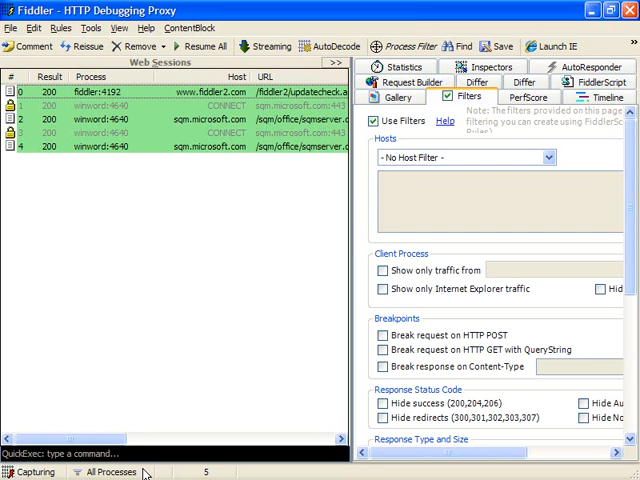 Fiddler - HTTP Debugging Proxy
File Edit Rules Tools View Help ContentBlock
Comment Reissue Remove Resume All Streaming AutoDecode Process Filter Find Save Launch IE
Web Sessions >>
# Result Process Host URL
0 200 fiddler:4192 www.fiddler2.com /fiddler2/updatecheck.a
1 200 winword:4640 CONNECT sqm.microsoft.com:443
2 200 winword:4640 sqm.microsoft.com /sqm/office/sqmserver.d
3 200 winword:4640 CONNECT sqm.microsoft.com:443
4 200 winword:4640 sqm.microsoft.com /sqm/office/sqmserver.d
QuickExec: type a command...
Capturing All Processes 5
Statistics Inspectors AutoResponder
Request Builder Differ Differ FiddlerScript
Gallery Filters PerfScore Timeline
Use Filters Help Note: The filters provided on this page
filtering you can create using FiddlerScri
Rules)
Hosts
- No Host Filter -
Client Process
Show only traffic from
Show only Internet Explorer traffic Hid
Breakpoints
Break request on HTTP POST
Break request on HTTP GET with QueryString
Break response on Content-Type
Response Status Code
Hide success (200,204,206) Hide Au
Hide redirects (300,301,302,303,307) Hide No
Response Type and Size